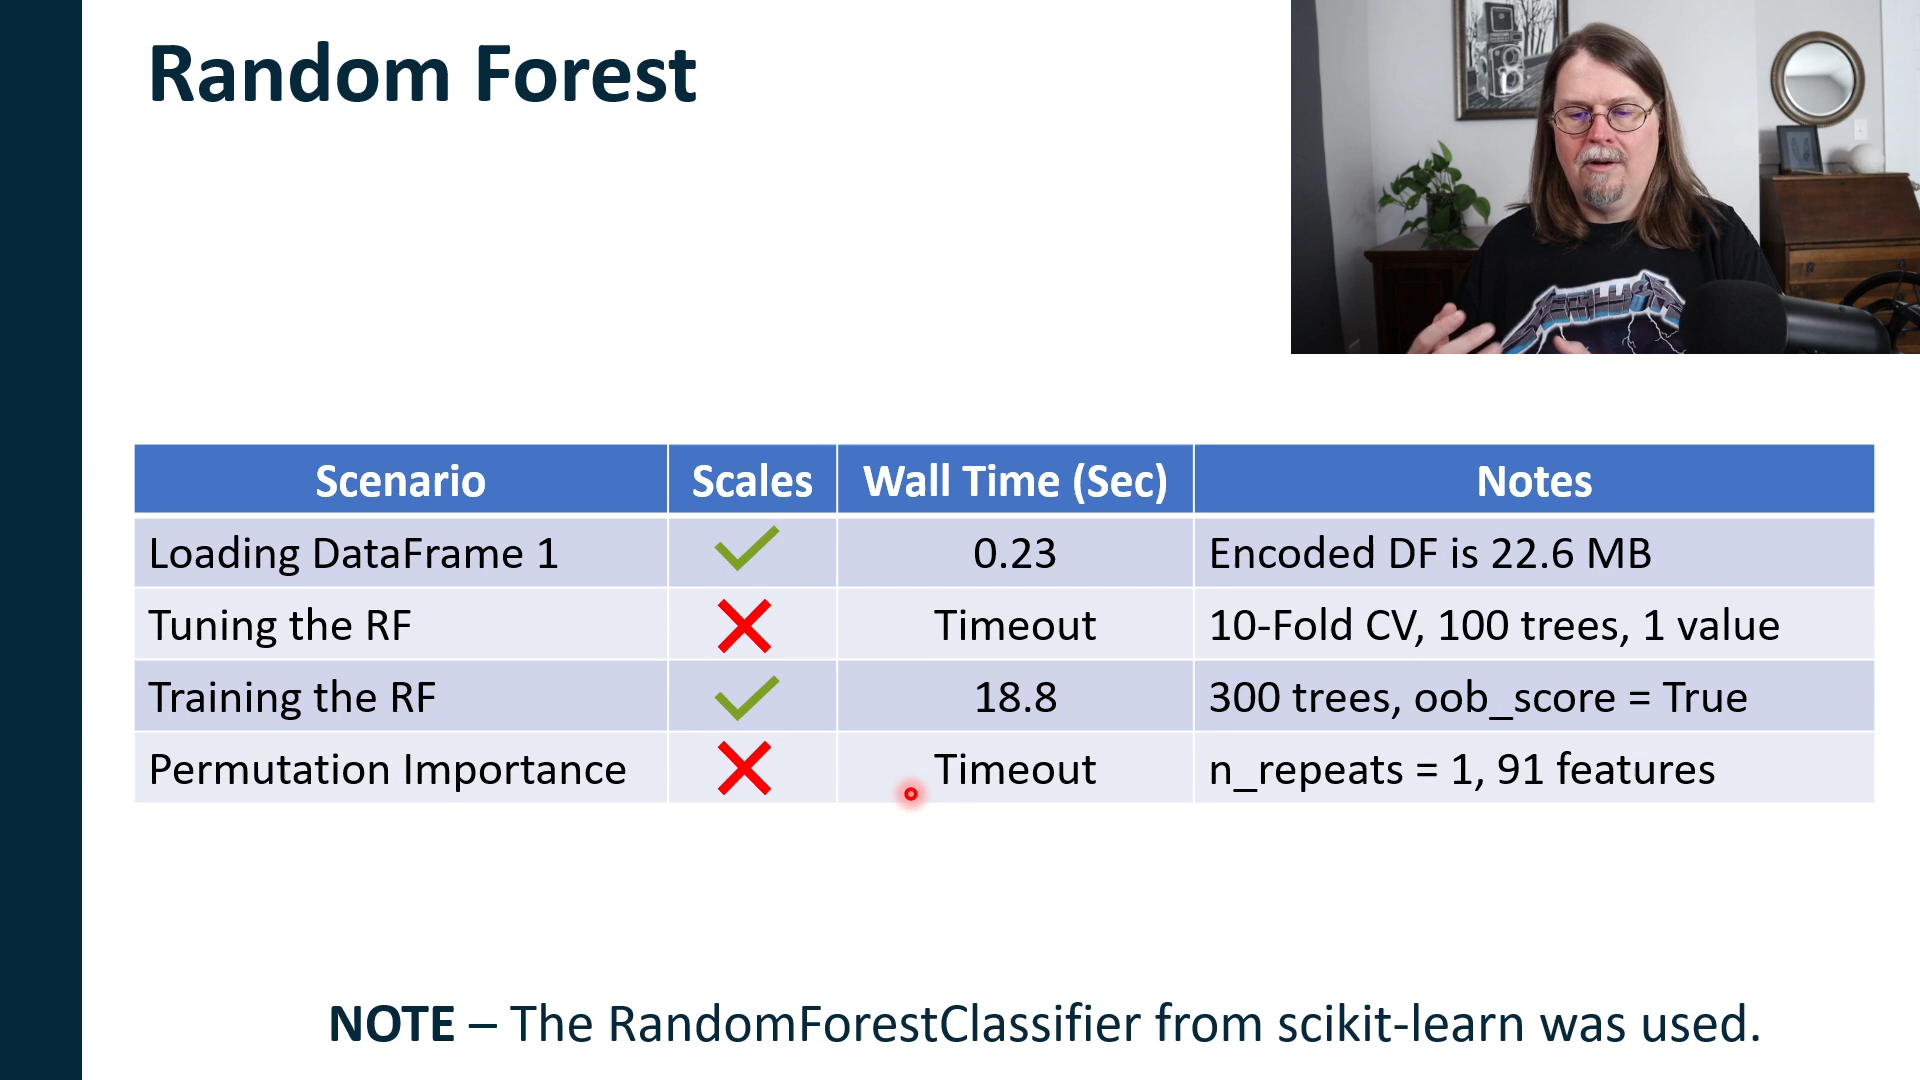 Random Forest
METALLICA
Scenario Scales Wall Time (Sec) Notes
Loading DataFrame 1 0.23 Encoded DF is 22.6 MB
Tuning the RF Timeout 10-Fold CV, 100 trees, 1 value
Training the RF 18.8 300 trees, oob_score = True
Permutation Importance Timeout n_repeats = 1, 91 features
NOTE – The RandomForestClassifier from scikit-learn was used.